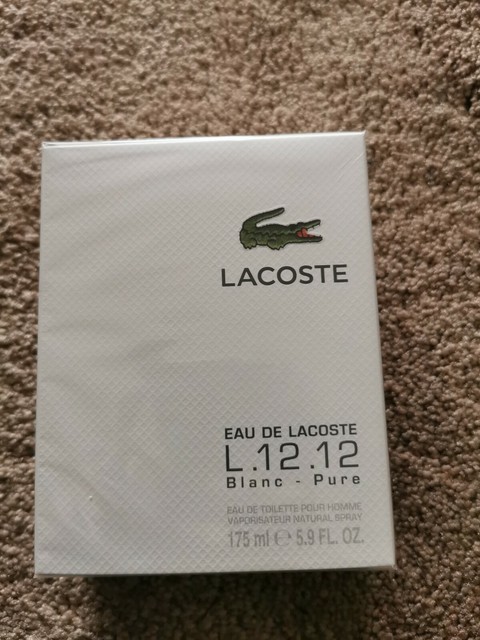 LACOSTE
EAU DE LACOSTE
L.12.12
Blanc - Pure
EAU DE TOILETTE POUR HOMME
VAPORISATEUR NATURAL SPRAY
175 ml ℮ 5.9 FL. OZ.